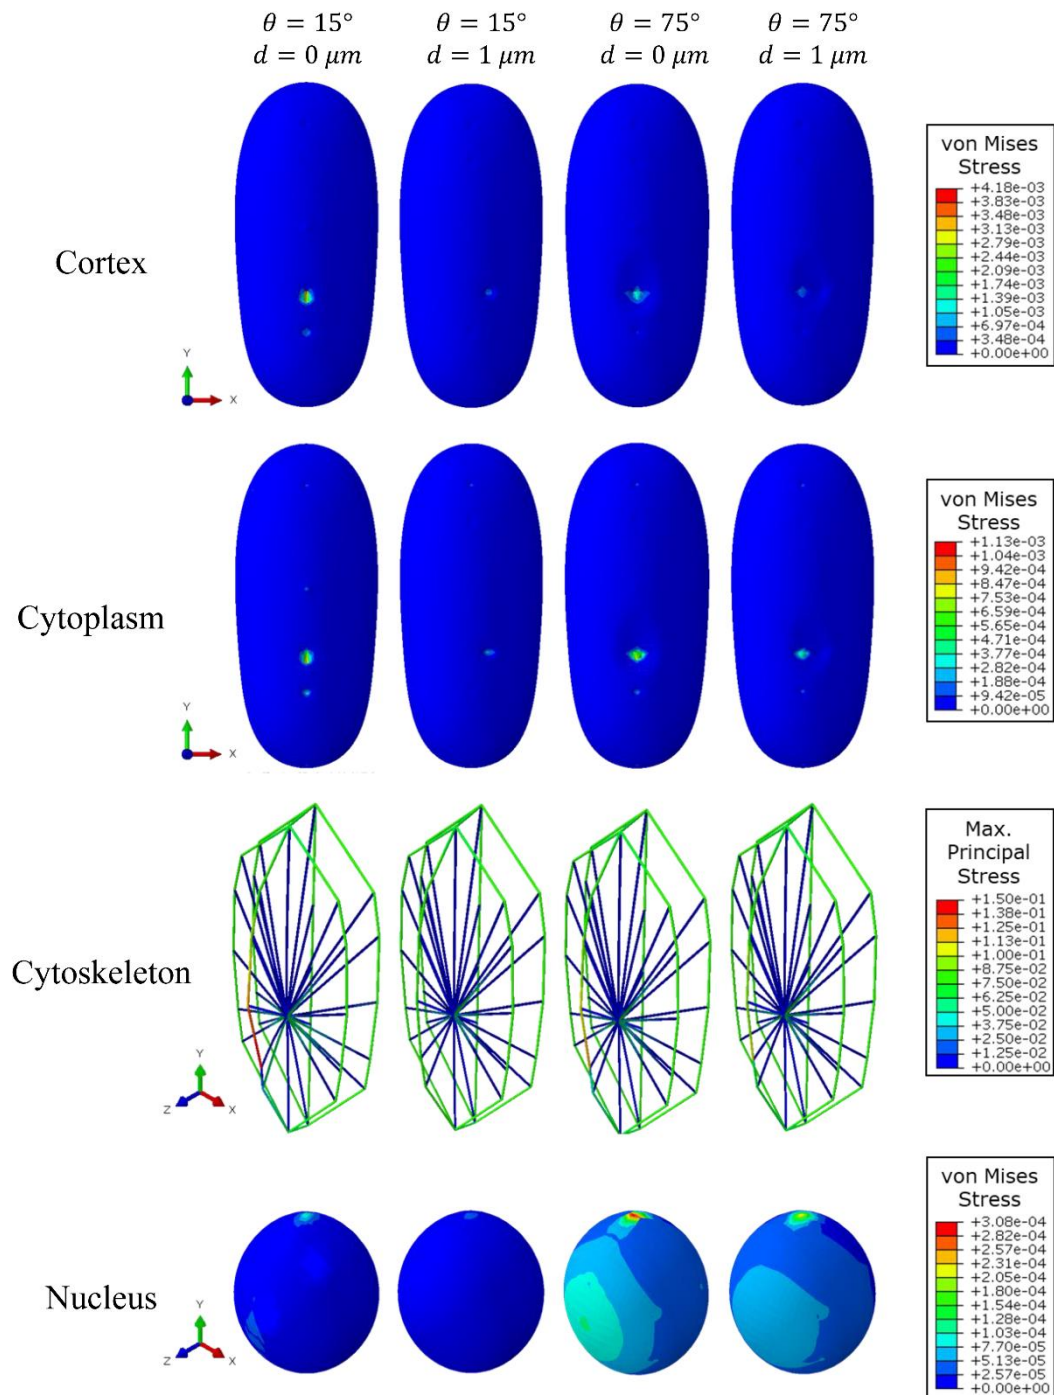 θ = 15° θ = 15° θ = 75° θ = 75°
d = 0 μm d = 1 μm d = 0 μm d = 1 μm
Cortex
Y
X
von Mises
Stress
+4.18e-03
+3.83e-03
+3.48e-03
+3.13e-03
+2.79e-03
+2.44e-03
+2.09e-03
+1.74e-03
+1.39e-03
+1.05e-03
+6.97e-04
+3.48e-04
+0.00e+00
Cytoplasm
Y
X
von Mises
Stress
+1.13e-03
+1.04e-03
+9.42e-04
+8.47e-04
+7.53e-04
+6.59e-04
+5.65e-04
+4.71e-04
+3.77e-04
+2.82e-04
+1.88e-04
+9.42e-05
+0.00e+00
Cytoskeleton
Y
Z X
Max.
Principal
Stress
+1.50e-01
+1.38e-01
+1.25e-01
+1.13e-01
+1.00e-01
+8.75e-02
+7.50e-02
+6.25e-02
+5.00e-02
+3.75e-02
+2.50e-02
+1.25e-02
+0.00e+00
Nucleus
Y
Z X
von Mises
Stress
+3.08e-04
+2.82e-04
+2.57e-04
+2.31e-04
+2.05e-04
+1.80e-04
+1.54e-04
+1.28e-04
+1.03e-04
+7.70e-05
+5.13e-05
+2.57e-05
+0.00e+00